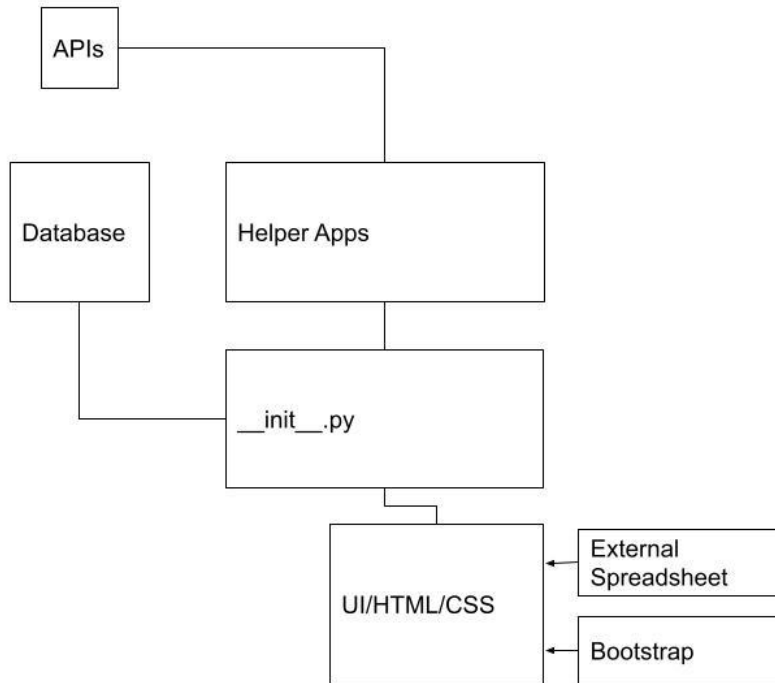 APIs
Database
Helper Apps
__init__.py
UI/HTML/CSS
External
Spreadsheet
Bootstrap